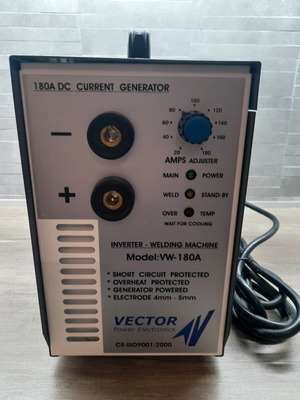 180A DC CURRENT GENERATOR
100
80 120
60 140
40 160
20 180
AMPS ADJUSTER
MAIN POWER
WELD STAND-BY
OVER TEMP
WAIT FOR COOLING
INVERTER - WELDING MACHINE
Model:VW-180A
• SHORT CIRCUIT PROTECTED
• OVERHEAT PROTECTED
• GENERATOR POWERED
• ELECTRODE 4mm - 5mm
VECTOR
Power Electronics
CE-ISO9001:2000